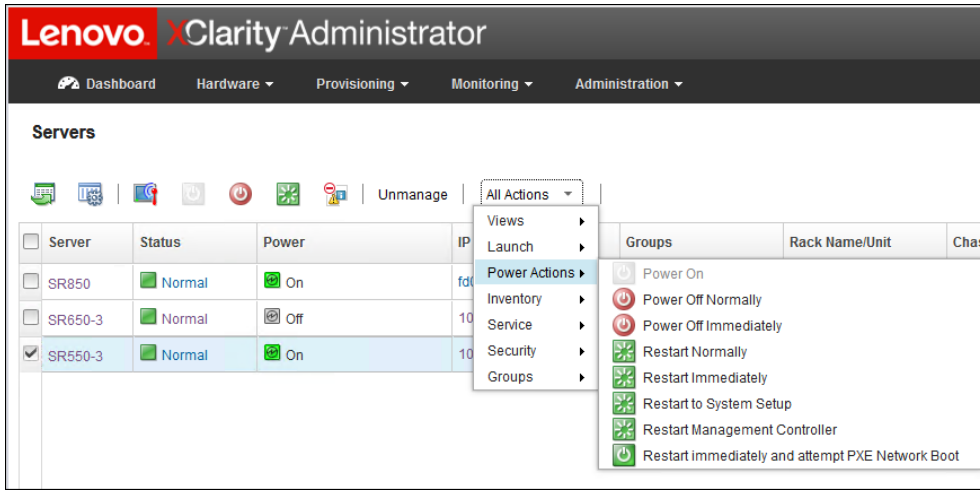 Lenovo. XClarity Administrator
Dashboard Hardware Provisioning Monitoring Administration
Servers
Unmanage All Actions
Server Status Power IP Groups Rack Name/Unit Chas
SR850 Normal On fd0
SR650-3 Normal Off 10
SR550-3 Normal On 10
Views
Launch
Power Actions
Inventory
Service
Security
Groups
Power On
Power Off Normally
Power Off Immediately
Restart Normally
Restart Immediately
Restart to System Setup
Restart Management Controller
Restart immediately and attempt PXE Network Boot